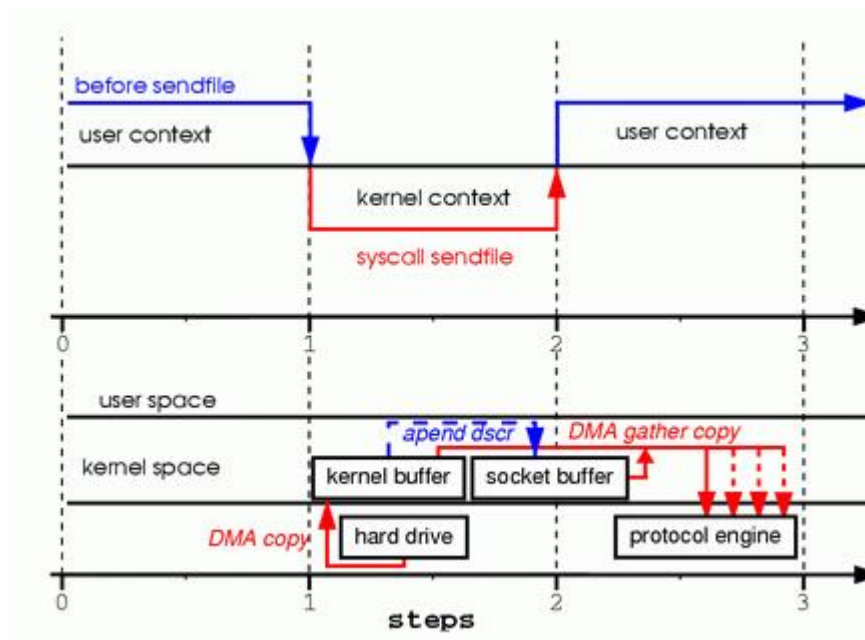 before sendfile
user context
user context
kernel context
syscall sendfile
0 1 2 3
user space
apend dscr
DMA gather copy
kernel space
kernel buffer
socket buffer
DMA copy
hard drive
protocol engine
0 1 2 3
steps